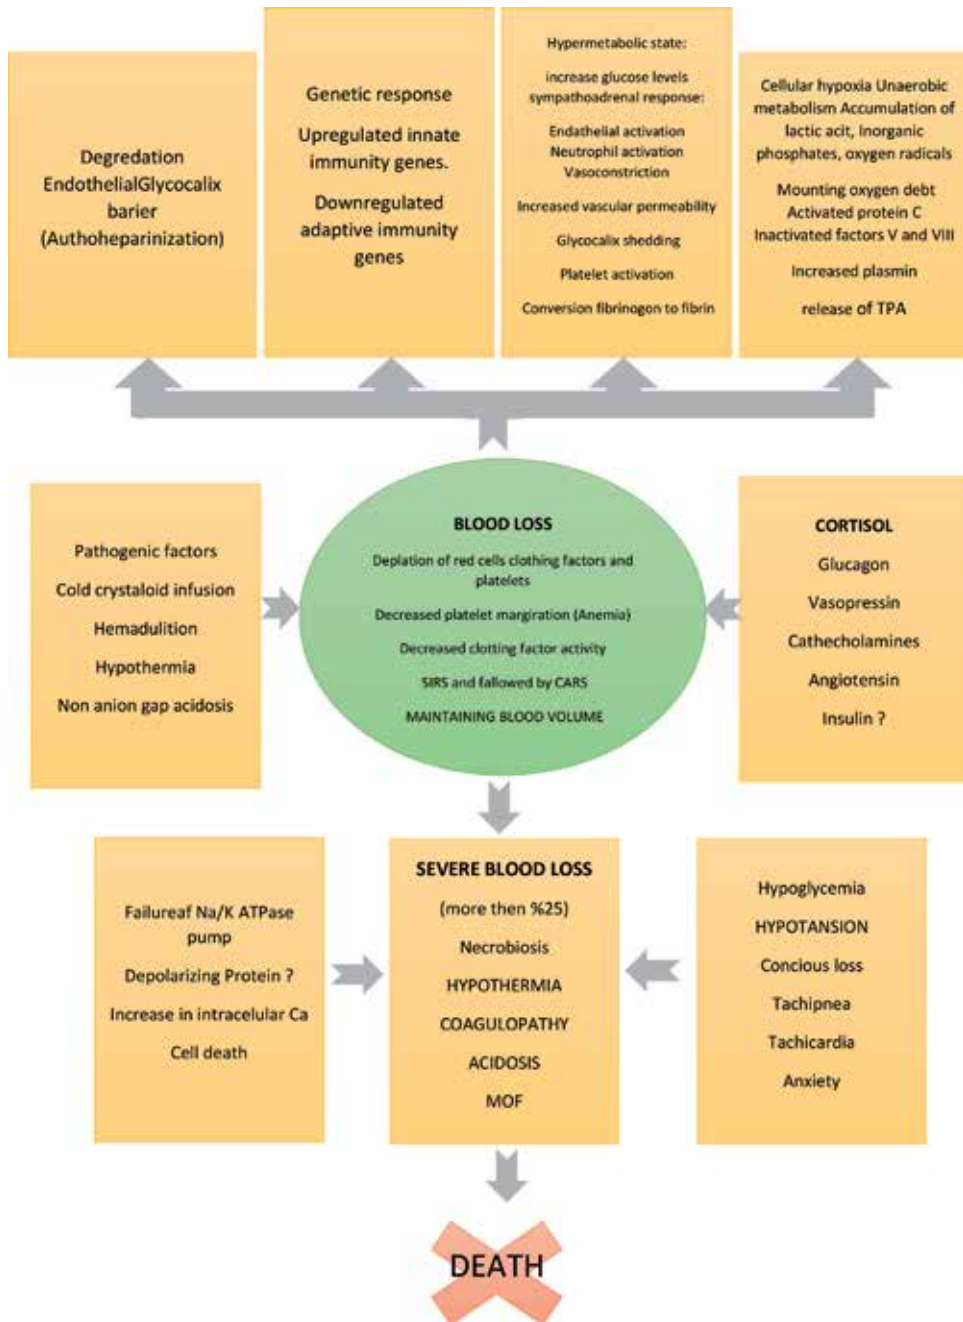 Degredation
EndothelialGlycocalix
barier
(Authoheparinization)
Genetic response
Upregulated innate
immunity genes.
Downregulated
adaptive immunity
genes
Hypermetabolic state:
increase glucose levels
sympathoadrenal response:
Endathelial activation
Neutrophil activation
Vasoconstriction
Increased vascular permeability
Glycocalix shedding
Platelet activation
Conversion fibrinogon to fibrin
Cellular hypoxia Unaerobic
metabolism Accumulation of
lactic acit, Inorganic
phosphates, oxygen radicals
Mounting oxygen debt
Activated protein C
Inactivated factors V and VIII
Increased plasmin
release of TPA
Pathogenic factors
Cold crystaloid infusion
Hemadulition
Hypothermia
Non anion gap acidosis
BLOOD LOSS
Deplation of red cells clothing factors and
platelets
Decreased platelet margiration (Anemia)
Decreased clotting factor activity
SIRS and fallowed by CARS
MAINTAINING BLOOD VOLUME
CORTISOL
Glucagon
Vasopressin
Cathecholamines
Angiotensin
Insulin ?
Failureaf Na/K ATPase
pump
Depolarizing Protein ?
Increase in intracelular Ca
Cell death
SEVERE BLOOD LOSS
(more then %25)
Necrobiosis
HYPOTHERMIA
COAGULOPATHY
ACIDOSIS
MOF
Hypoglycemia
HYPOTANSION
Concious loss
Tachipnea
Tachicardia
Anxiety
DEATH